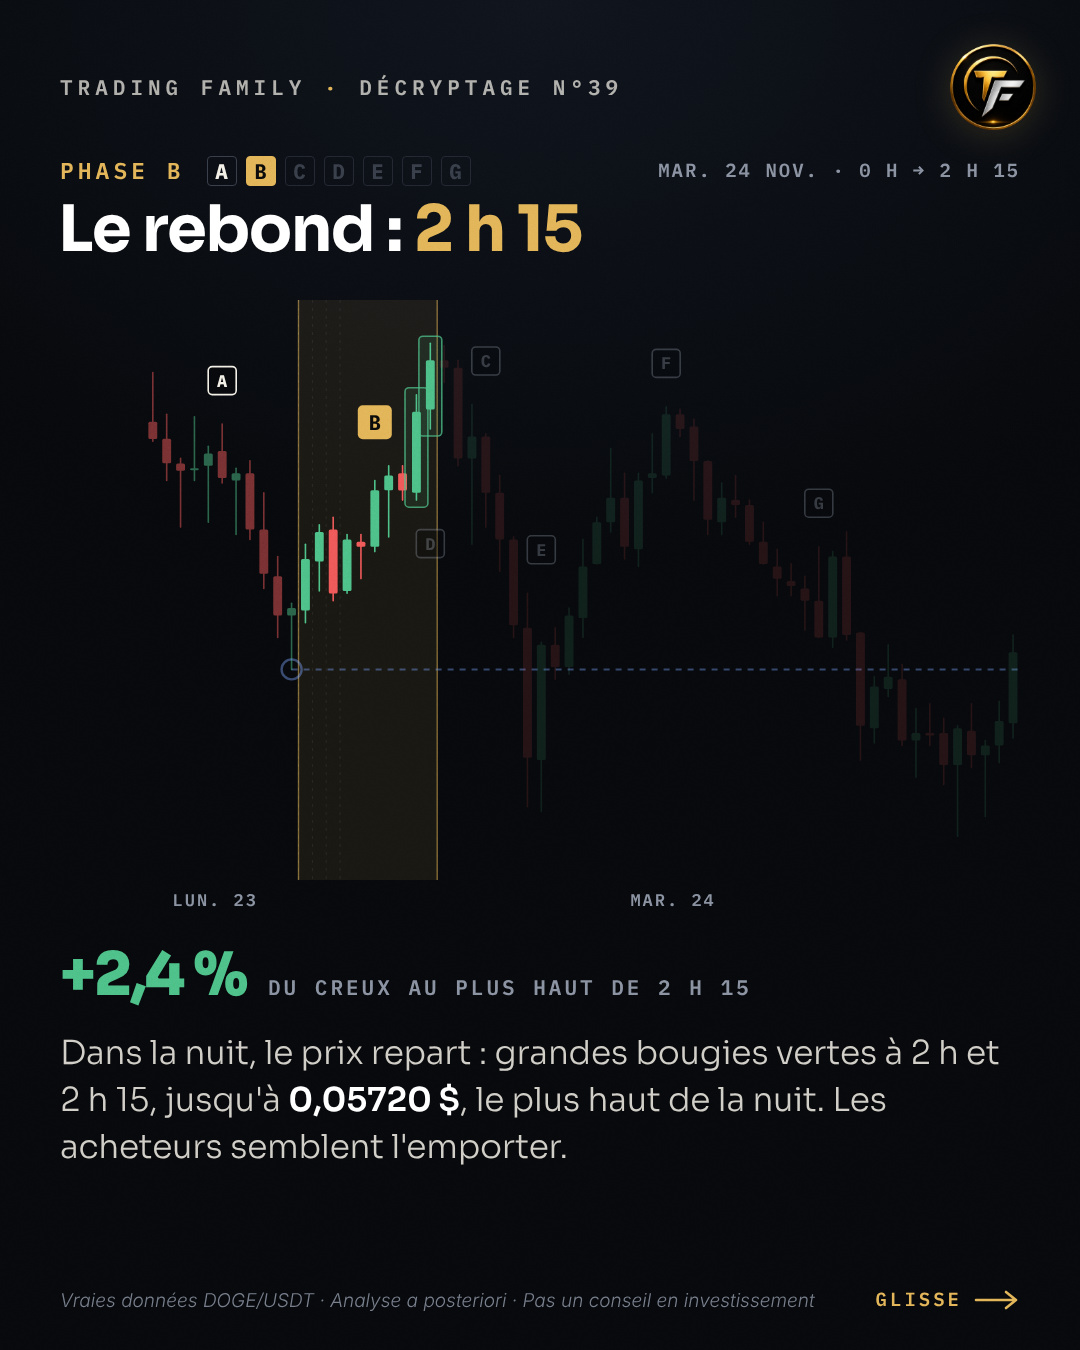 TRADING FAMILY · DÉCRYPTAGE N°39
TF
PHASE B A B C D E F G
MAR. 24 NOV. · 0 H → 2 H 15
Le rebond : 2 h 15
A
B
C
D
E
F
G
LUN. 23
MAR. 24
+2,4 % DU CREUX AU PLUS HAUT DE 2 H 15
Dans la nuit, le prix repart : grandes bougies vertes à 2 h et
2 h 15, jusqu'à 0,05720 $, le plus haut de la nuit. Les
acheteurs semblent l'emporter.
Vraies données DOGE/USDT · Analyse a posteriori · Pas un conseil en investissement
GLISSE →